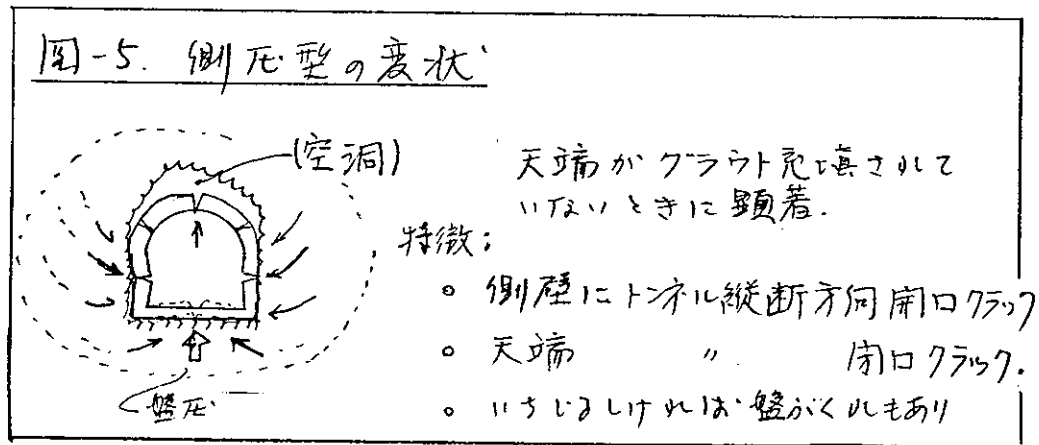 図-5. 側圧型の変状
(空洞)
天端がグラウト充填されて
いないときに顕著.
特徴:
◦ 側壁にトンネル縦断方向開口クラック
◦ 天端 〃 閉口クラック.
盤圧
◦ いちじるしければ盤ぶくれもあり